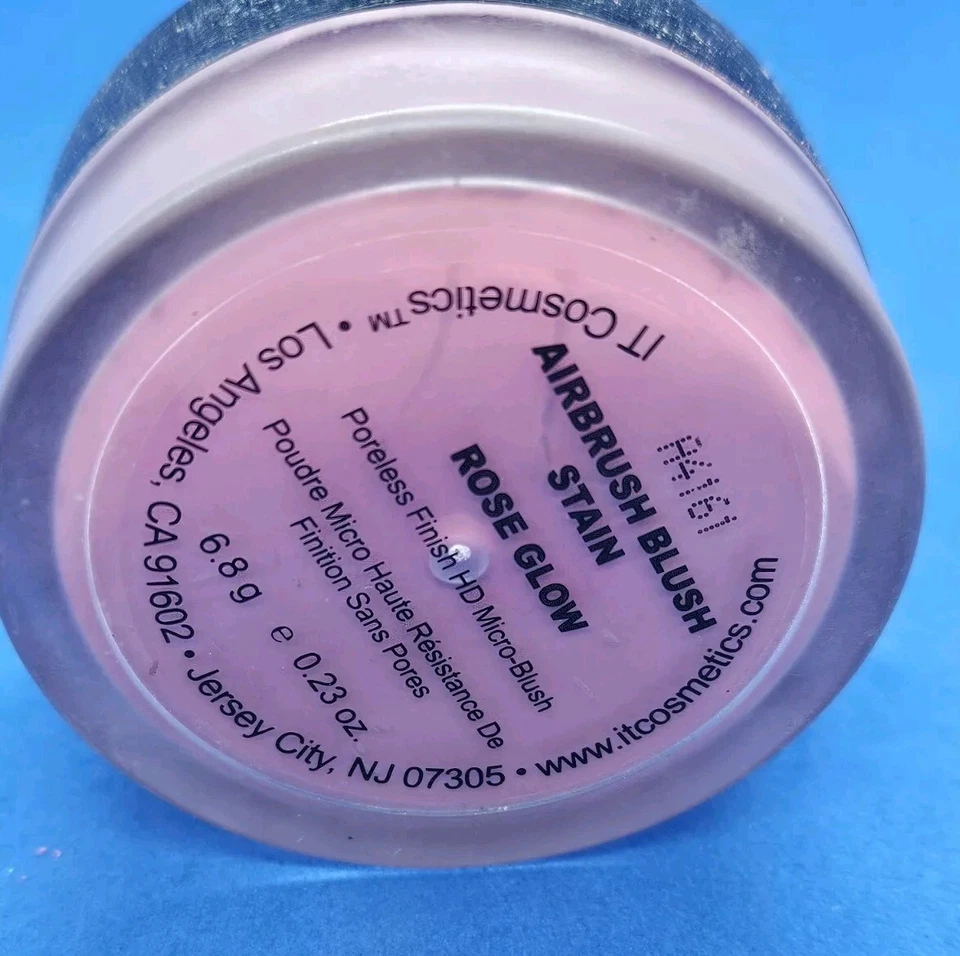 IT Cosmetics™ • Los Angeles, CA 91602 • Jersey City, NJ 07305 • www.itcosmetics.com
AIRBRUSH BLUSH
STAIN
ROSE GLOW
Poreless Finish HD Micro-Blush
Poudre Micro Haute Résistance De
Finition Sans Pores
6.8 g e 0.23 oz.